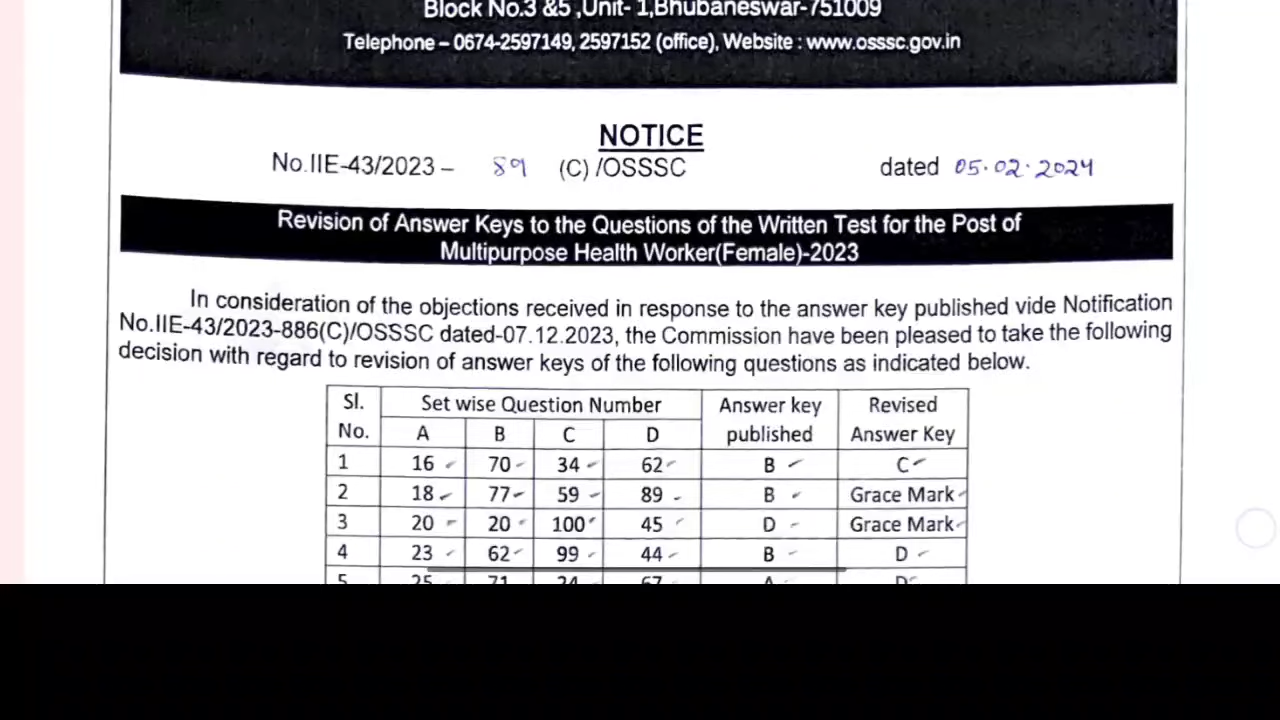 Block No.3 &5 ,Unit- 1,Bhubaneswar-751009
Telephone – 0674-2597149, 2597152 (office), Website : www.osssc.gov.in
NOTICE
No.IIE-43/2023 – 89 (C) /OSSSC dated 05.02.2024
Revision of Answer Keys to the Questions of the Written Test for the Post of
Multipurpose Health Worker(Female)-2023
In consideration of the objections received in response to the answer key published vide Notification
No.IIE-43/2023-886(C)/OSSSC dated-07.12.2023, the Commission have been pleased to take the following
decision with regard to revision of answer keys of the following questions as indicated below.
Sl. Set wise Question Number Answer key Revised
No. A B C D published Answer Key
1 16 70 34 62 B C
2 18 77 59 89 B Grace Mark
3 20 20 100 45 D Grace Mark
4 23 62 99 44 B D
5 25 71 67 A